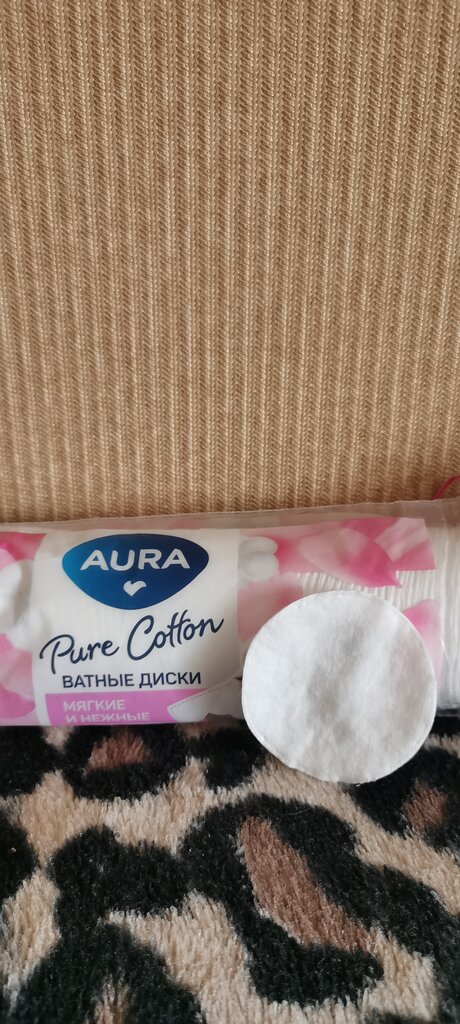 AURA
Pure Cotton
ВАТНЫЕ ДИСКИ
МЯГКИЕ
И НЕЖНЫЕ